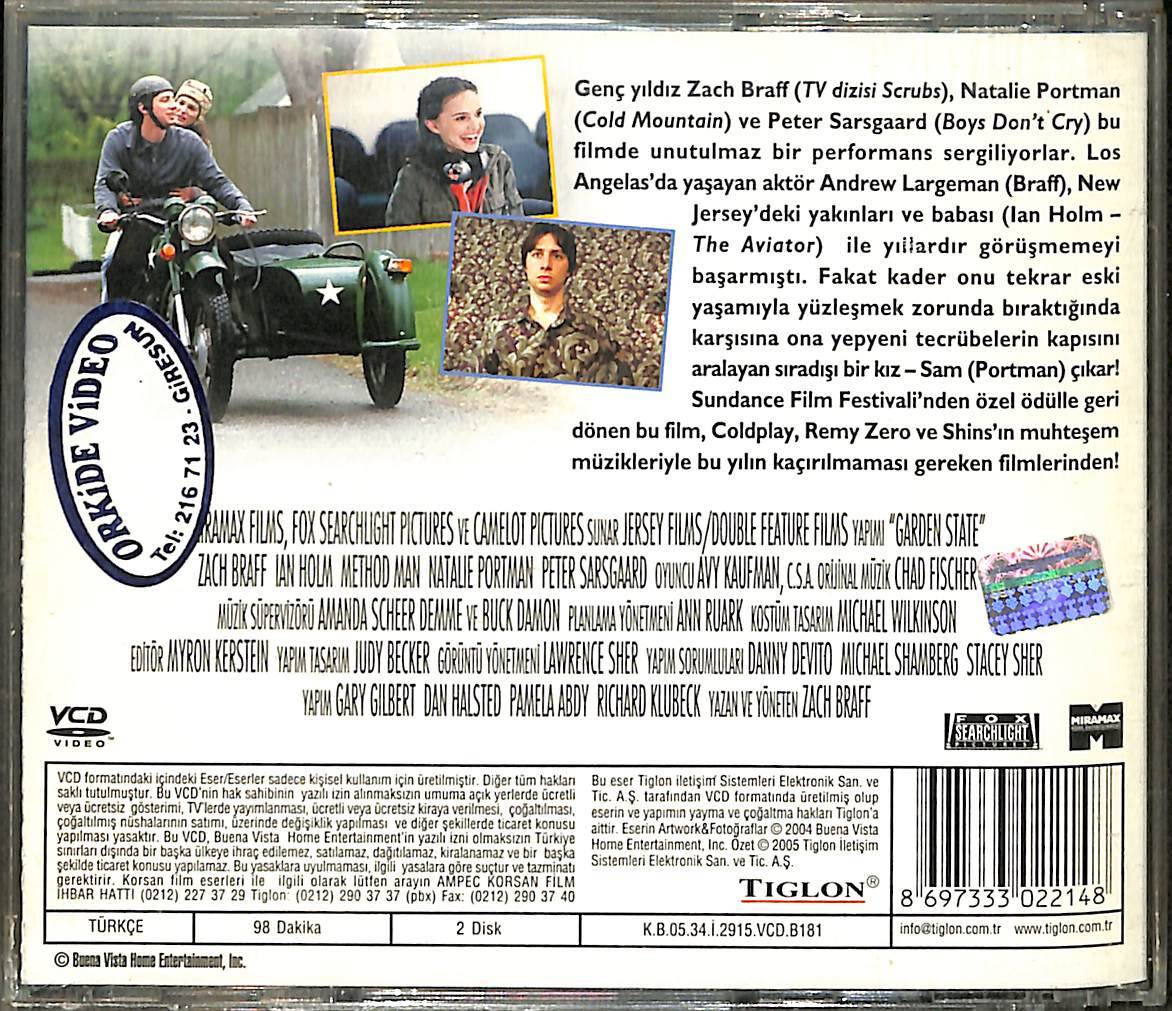 Genç yıldız Zach Braff (TV dizisi Scrubs), Natalie Portman
(Cold Mountain) ve Peter Sarsgaard (Boys Don't Cry) bu
filmde unutulmaz bir performans sergiliyorlar. Los
Angelas'da yaşayan aktör Andrew Largeman (Braff), New
Jersey'deki yakınları ve babası (Ian Holm –
The Aviator) ile yıllardır görüşmemeyi
başarmıştı. Fakat kader onu tekrar eski
yaşamıyla yüzleşmek zorunda bıraktığında
karşısına ona yepyeni tecrübelerin kapısını
aralayan sıradışı bir kız – Sam (Portman) çıkar!
Sundance Film Festivali'nden özel ödülle geri
dönen bu film, Coldplay, Remy Zero ve Shins'ın muhteşem
müzikleriyle bu yılın kaçırılmaması gereken filmlerinden!
ORKİDE VİDEO
Tel: 216 71 23 - GİRESUN
RAMAX FILMS, FOX SEARCHLIGHT PICTURES VE CAMELOT PICTURES SUNAR JERSEY FILMS/DOUBLE FEATURE FILMS YAPIMI "GARDEN STATE"
ZACH BRAFF IAN HOLM METHOD MAN NATALIE PORTMAN PETER SARSGAARD OYUNCU AVY KAUFMAN, C.S.A. ORİJİNAL MÜZİK CHAD FISCHER
MÜZİK SÜPERVİZÖRÜ AMANDA SCHEER DEMME VE BUCK DAMON PLANLAMA YÖNETMENİ ANN RUARK KOSTÜM TASARIM MICHAEL WILKINSON
EDİTÖR MYRON KERSTEIN YAPIM TASARIM JUDY BECKER GÖRÜNTÜ YÖNETMENİ LAWRENCE SHER YAPIM SORUMLULARI DANNY DEVITO MICHAEL SHAMBERG STACEY SHER
YAPIM GARY GILBERT DAN HALSTED PAMELA ABDY RICHARD KLUBECK YAZAN VE YÖNETEN ZACH BRAFF
VCD
VIDEO™
FOX
SEARCHLIGHT
PICTURES
MIRAMAX
HOME ENTERTAINMENT
VCD formatındaki içindeki Eser/Eserler sadece kişisel kullanım için üretilmiştir. Diğer tüm hakları
saklı tutulmuştur. Bu VCD'nin hak sahibinin yazılı izin alınmaksızın umuma açık yerlerde ücretli
veya ücretsiz gösterimi, TV'lerde yayımlanması, ücretli veya ücretsiz kiraya verilmesi, çoğaltılması,
çoğaltılmış nüshalarının satımı, üzerinde değişiklik yapılması ve diğer şekillerde ticaret konusu
yapılması yasaktır. Bu VCD, Buena Vista Home Entertainment'in yazılı izni olmaksızın Türkiye
sınırları dışında bir başka ülkeye ihraç edilemez, satılamaz, dağıtılamaz, kiralanamaz ve bir başka
şekilde ticaret konusu yapılamaz. Bu yasaklara uyulmaması, ilgili yasalara göre suçtur ve tazminatı
gerektirir. Korsan film eserleri ile ilgili olarak lütfen arayın AMPEC KORSAN FİLM
İHBAR HATTI (0212) 227 37 29 Tiglon: (0212) 290 37 37 (pbx) Fax: (0212) 290 37 40
Bu eser Tiglon İletişim Sistemleri Elektronik San. ve
Tic. A.Ş. tarafından VCD formatında üretilmiş olup
eserin ve yapımın yayma ve çoğaltma hakları Tiglon'a
aittir. Eserin Artwork&Fotoğraflar © 2004 Buena Vista
Home Entertainment, Inc. Özet © 2005 Tiglon İletişim
Sistemleri Elektronik San. ve Tic. A.Ş.
TIGLON®
8 697333 022148
TÜRKÇE
98 Dakika
2 Disk
K.B.05.34.İ.2915.VCD.B181
info@tiglon.com.tr www.tiglon.com.tr
© Buena Vista Home Entertainment, Inc.